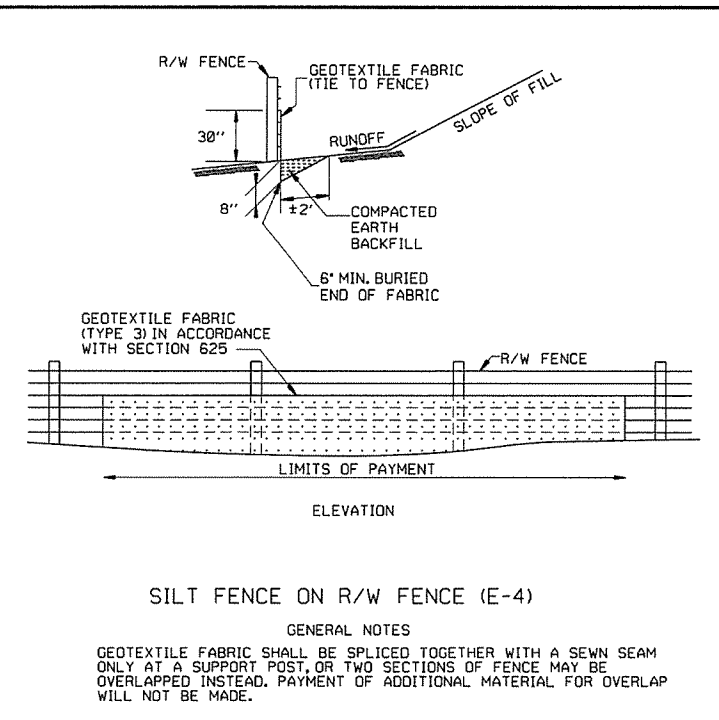 R/W FENCE
GEOTEXTILE FABRIC
(TIE TO FENCE)
30"
RUNOFF
SLOPE OF FILL
8"
±2'
COMPACTED
EARTH
BACKFILL
6" MIN. BURIED
END OF FABRIC
GEOTEXTILE FABRIC
(TYPE 3) IN ACCORDANCE
WITH SECTION 625
R/W FENCE
LIMITS OF PAYMENT
ELEVATION
SILT FENCE ON R/W FENCE (E-4)
GENERAL NOTES
GEOTEXTILE FABRIC SHALL BE SPLICED TOGETHER WITH A SEWN SEAM
ONLY AT A SUPPORT POST, OR TWO SECTIONS OF FENCE MAY BE
OVERLAPPED INSTEAD. PAYMENT OF ADDITIONAL MATERIAL FOR OVERLAP
WILL NOT BE MADE.